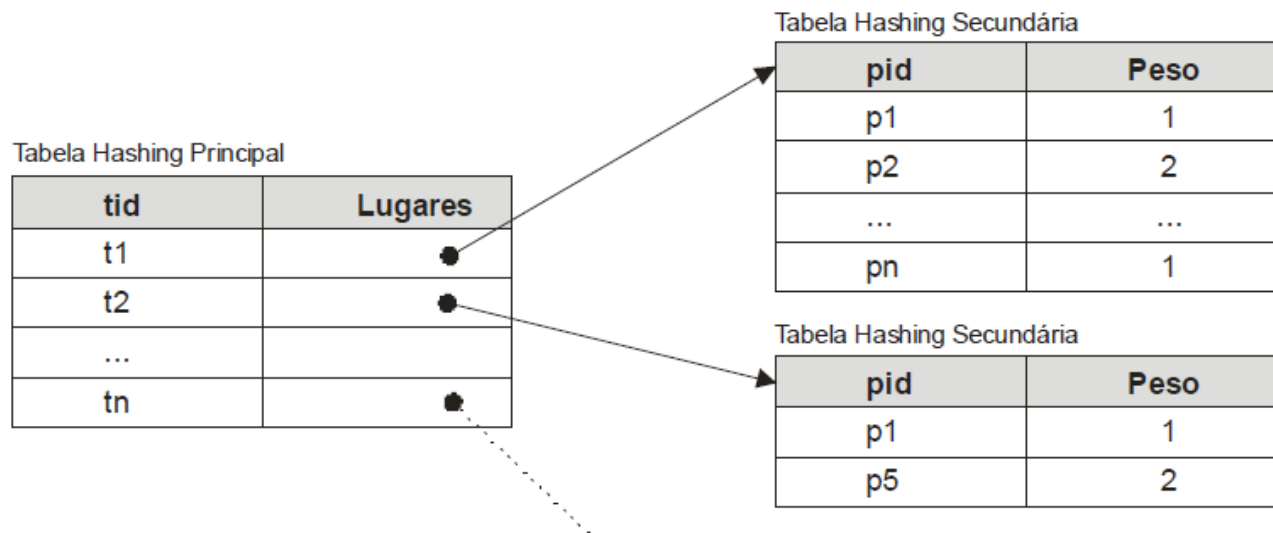 Tabela Hashing Principal
tid Lugares
t1
t2
...
tn
Tabela Hashing Secundária
pid Peso
p1 1
p2 2
... ...
pn 1
Tabela Hashing Secundária
pid Peso
p1 1
p5 2